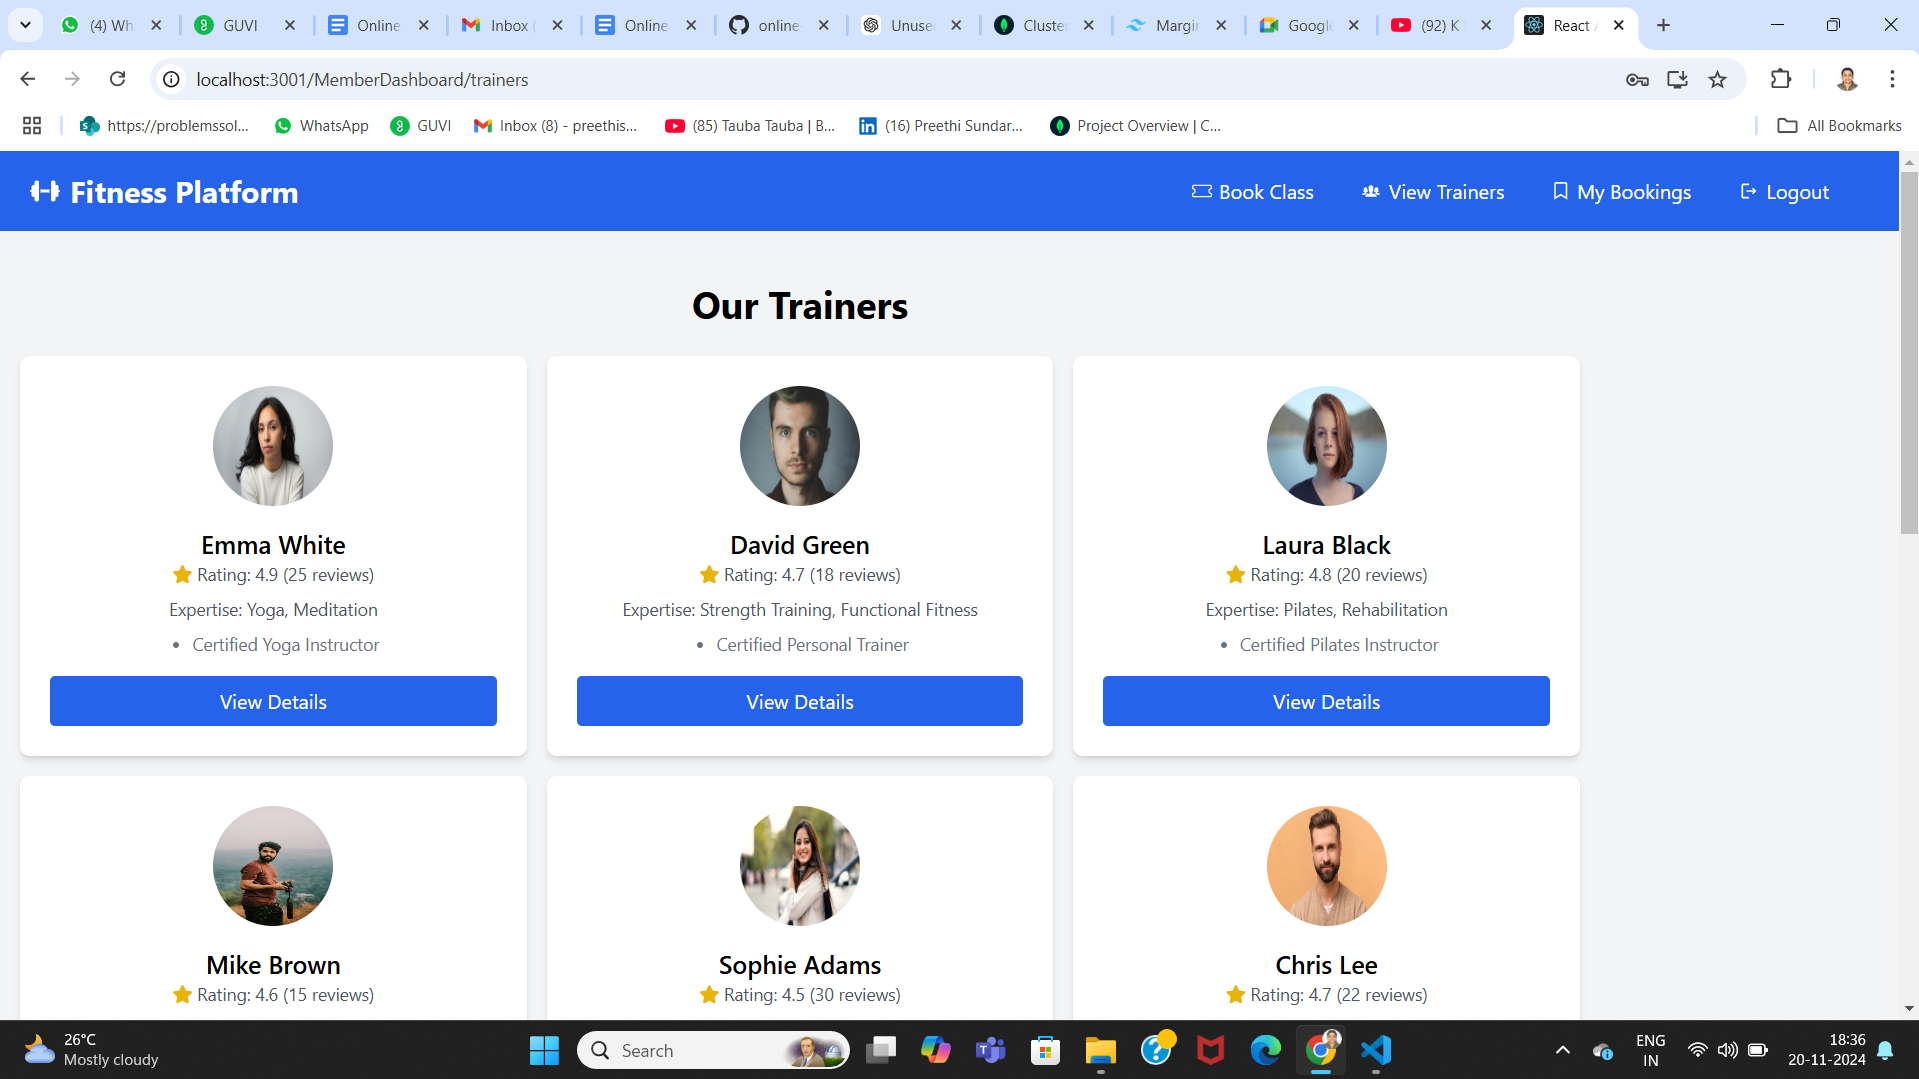 (4) Wh
GUVI
Online
Inbox (
Online
online-
Unuse
Cluster
Margin
Google
(92) K
React A
localhost:3001/MemberDashboard/trainers
https://problemssol...
WhatsApp
GUVI
Inbox (8) - preethis...
(85) Tauba Tauba | B...
(16) Preethi Sundar...
Project Overview | C...
All Bookmarks
Fitness Platform
Book Class
View Trainers
My Bookings
Logout
Our Trainers
Emma White
Rating: 4.9 (25 reviews)
Expertise: Yoga, Meditation
• Certified Yoga Instructor
View Details
David Green
Rating: 4.7 (18 reviews)
Expertise: Strength Training, Functional Fitness
• Certified Personal Trainer
View Details
Laura Black
Rating: 4.8 (20 reviews)
Expertise: Pilates, Rehabilitation
• Certified Pilates Instructor
View Details
Mike Brown
Rating: 4.6 (15 reviews)
Sophie Adams
Rating: 4.5 (30 reviews)
Chris Lee
Rating: 4.7 (22 reviews)
26°C
Mostly cloudy
Search
ENG
IN
18:36
20-11-2024